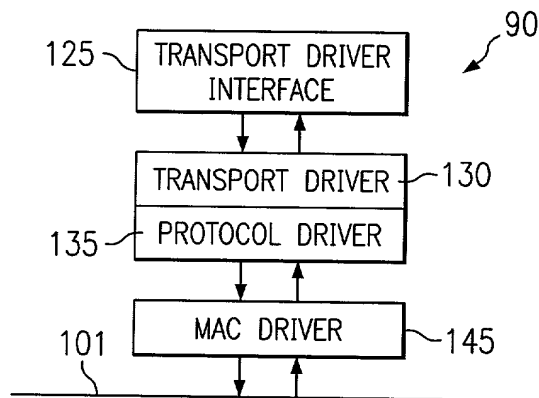 90
125
TRANSPORT DRIVER
INTERFACE
TRANSPORT DRIVER
130
135
PROTOCOL DRIVER
MAC DRIVER
145
101